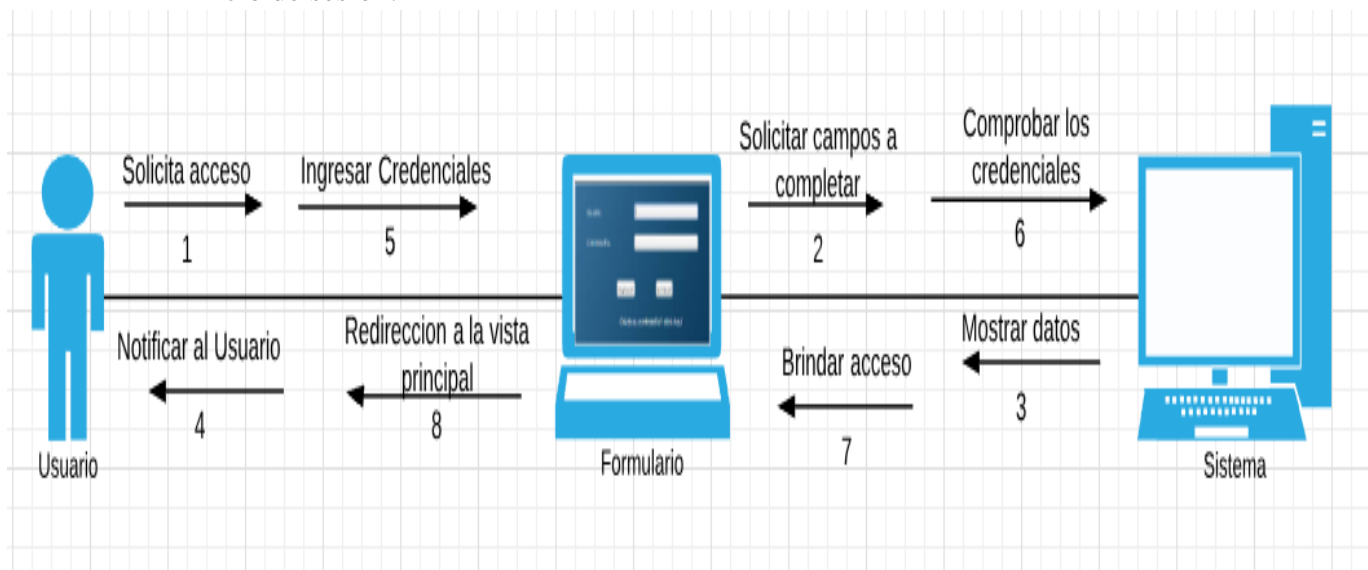 Solicita acceso
1
Ingresar Credenciales
5
Solicitar campos a
completar
2
Comprobar los
credenciales
6
Notificar al Usuario
4
Redireccion a la vista
principal
8
Brindar acceso
7
Mostrar datos
3
Usuario
Formulario
Sistema